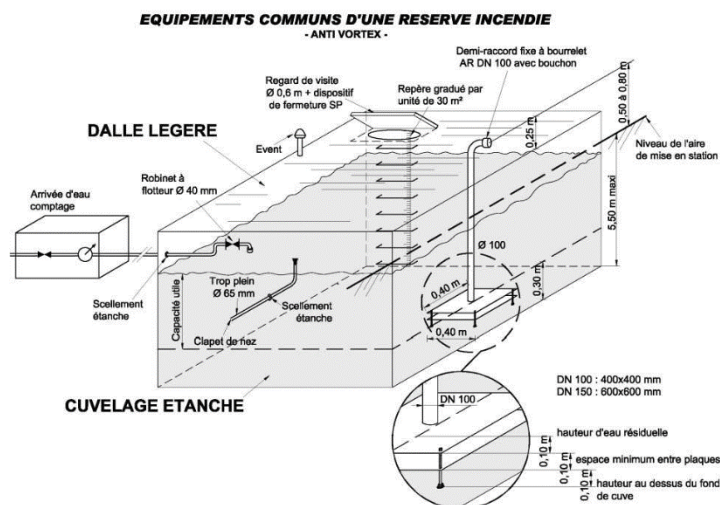 EQUIPEMENTS COMMUNS D'UNE RESERVE INCENDIE
- ANTI VORTEX -
Demi-raccord fixe à bourrelet
AR DN 100 avec bouchon
Regard de visite
Ø 0,6 m + dispositif
de fermeture SP
Repère gradué par
unité de 30 m²
0,50 à 0,80m
0,25 m
DALLE LEGERE
Event
Niveau de l'aire
de mise en station
Robinet à
flotteur Ø 40 mm
Arrivée d'eau
comptage
5,50 m maxi
Ø 100
Scellement
étanche
Capacité utile
Trop plein
Ø 65 mm
Scellement
étanche
Clapet de nez
0,40 m
0,40 m
0,30 m
CUVELAGE ETANCHE
DN 100
DN 100 : 400x400 mm
DN 150 : 600x600 mm
hauteur d'eau résiduelle
0,10 m
espace minimum entre plaques
0,10 m
hauteur au dessus du fond
de cuve
0,10 m